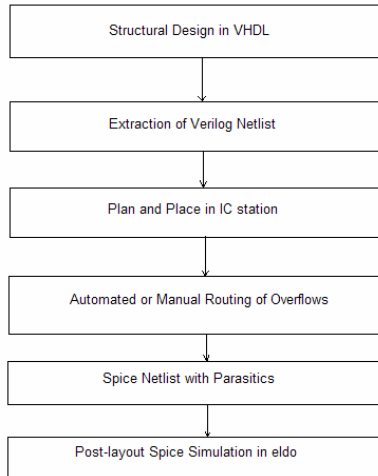 Structural Design in VHDL
Extraction of Verilog Netlist
Plan and Place in IC station
Automated or Manual Routing of Overflows
Spice Netlist with Parasitics
Post-layout Spice Simulation in eldo